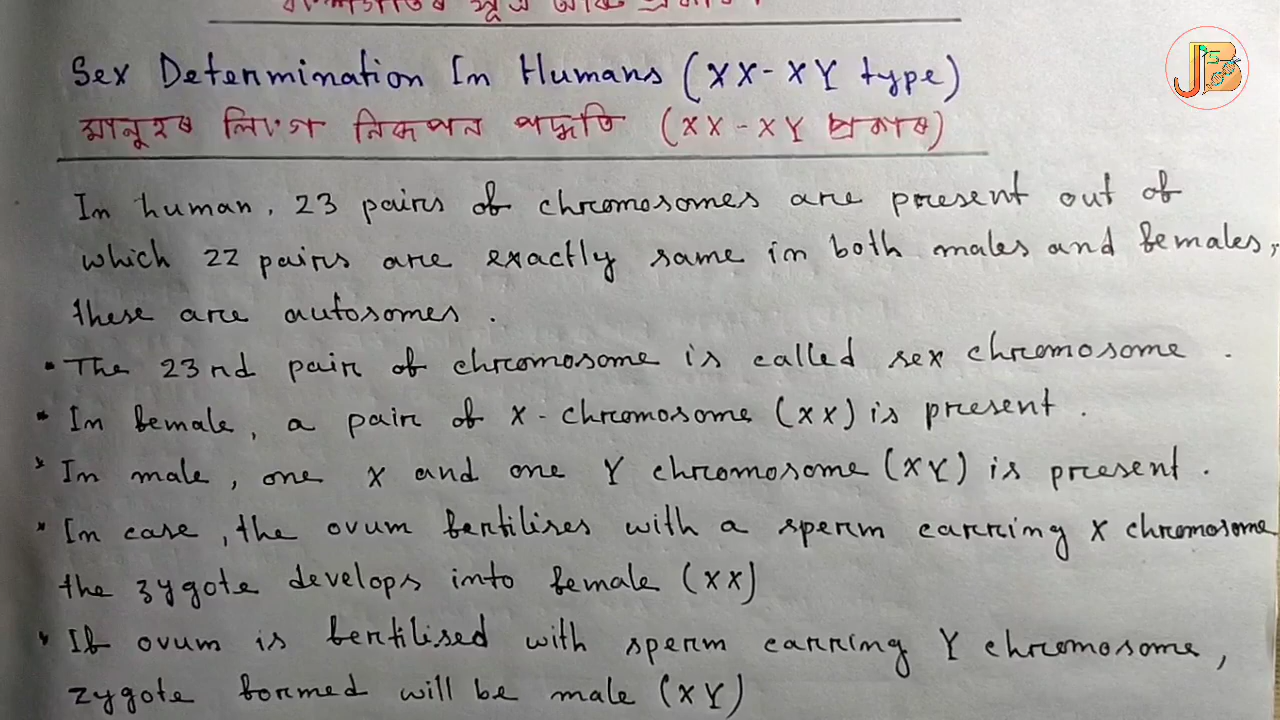 Sex Determination In Humans (XX-XY type)
মানুহৰ লিংগ নিৰূপন পদ্ধতি (XX-XY প্ৰকাৰ)
In human, 23 pairs of chromosomes are present out of
which 22 pairs are exactly same in both males and females,
these are autosomes.
• The 23rd pair of chromosome is called sex chromosome.
• In female, a pair of X-chromosome (XX) is present.
* In male, one X and one Y chromosome (XY) is present.
* In case, the ovum fertilises with a sperm carring X chromosome
the zygote develops into female (XX)
* If ovum is fertilised with sperm carring Y chromosome,
zygote formed will be male (XY)
JB